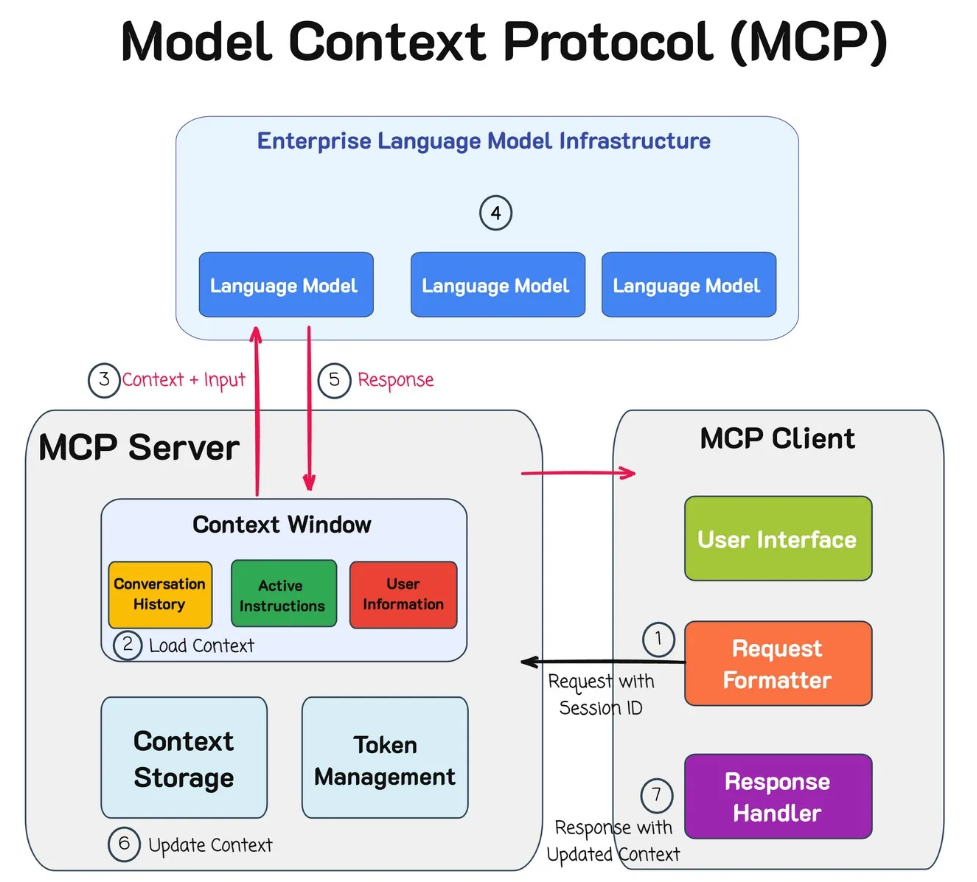 Model Context Protocol (MCP)
Enterprise Language Model Infrastructure
4
Language Model
Language Model
Language Model
3 Context + Input
5 Response
MCP Server
Context Window
Conversation
History
Active
Instructions
User
Information
2 Load Context
Context
Storage
Token
Management
6 Update Context
MCP Client
User Interface
1
Request
Formatter
Request with
Session ID
7
Response
Handler
Response with
Updated Context